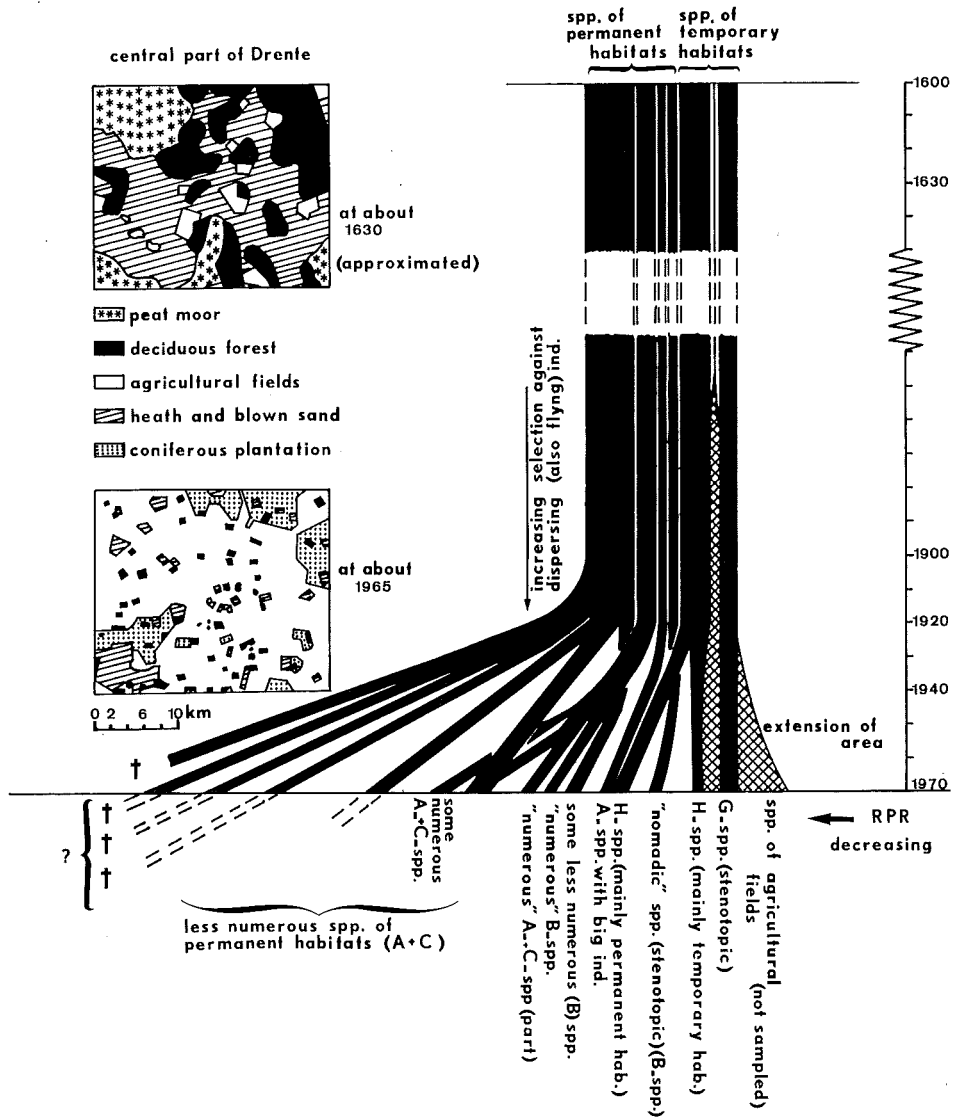 central part of Drente
at about
1630
(approximated)
peat moor
deciduous forest
agricultural fields
heath and blown sand
coniferous plantation
at about
1965
0 2 6 10 km
spp. of
permanent
habitats
spp. of
temporary
habitats
1600
1630
1900
1920
1940
1970
increasing selection against
dispersing (also flying) ind.
extension of
area
†
†
†
†
?
RPR
decreasing
less numerous spp. of
permanent habitats (A+C)
some
numerous
A-+C-spp.
"numerous" A-+C-spp (part)
"numerous" B-spp.
some less numerous (B) spp.
A-spp. with big ind.
H-spp. (mainly permanent hab.)
"nomadic" spp. (stenotopic) (B-spp.)
H-spp. (mainly temporary hab.)
G-spp. (stenotopic)
spp. of agricultural
fields (not sampled)